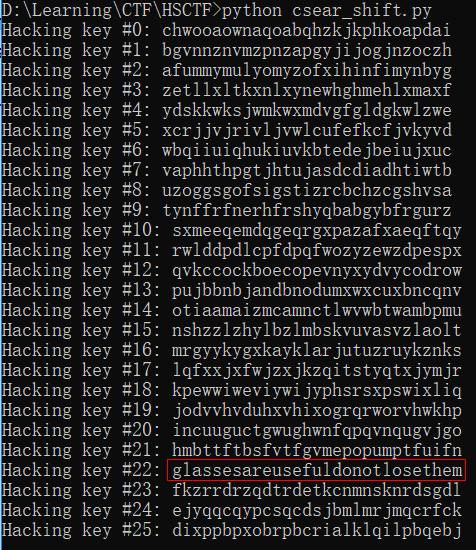 D:\Learning\CTF\HSCTF>python csear_shift.py
Hacking key #0: chwooaownaqoabqhzkjkphkoapdai
Hacking key #1: bgvnnznvmzpnzapgyjijogjnzoczh
Hacking key #2: afummymulyomyzofxihinfimynbyg
Hacking key #3: zetllxltkxnlxynewhghmehlxmaxf
Hacking key #4: ydskkwksjwmkwxmdvgfgldgkwlzwe
Hacking key #5: xcrjjvjrivljvwlcufefkcfjvkyvd
Hacking key #6: wbqiiuiqhukiuvkbtedejbeiujxuc
Hacking key #7: vaphhthpgtjhtujasdcdiadhtiwtb
Hacking key #8: uzoggsgofsigstizrcbchzcgshvsa
Hacking key #9: tynffrfnerhfrshyqbabgybfrgurz
Hacking key #10: sxmeeqemdqgeqrgxpazafxaeqftqy
Hacking key #11: rwlddpdlcpfdpqfwozyzewzdpespx
Hacking key #12: qvkccockboecopevnyxydvycodrow
Hacking key #13: pujbbnbjandbnodumxwxcuxbncqnv
Hacking key #14: otiaamaizmcamnctlwvwbtwambpmu
Hacking key #15: nshzzlzhylbzlmbskvuvasvzlaolt
Hacking key #16: mrgyykygxkayklarjutuzruykznks
Hacking key #17: lqfxxjxfwjzxjkzqitstyqtxjymjr
Hacking key #18: kpewwiweviywijyphsrsxpswixliq
Hacking key #19: jodvvhvduhxvhixogrqrworvhwkhp
Hacking key #20: incuuguctgwughwnfqpqvnqugvjgo
Hacking key #21: hmbttftbsfvtfgvmepopumptfuifn
Hacking key #22: glassesareusefuldonotlosethem
Hacking key #23: fkzrrdrzqdtrdetkcnmnsknrdsgdl
Hacking key #24: ejyqqcqypcsqcdsjbmlmrjmqcrfck
Hacking key #25: dixppbpxobrpbcrialklqilpbqebj